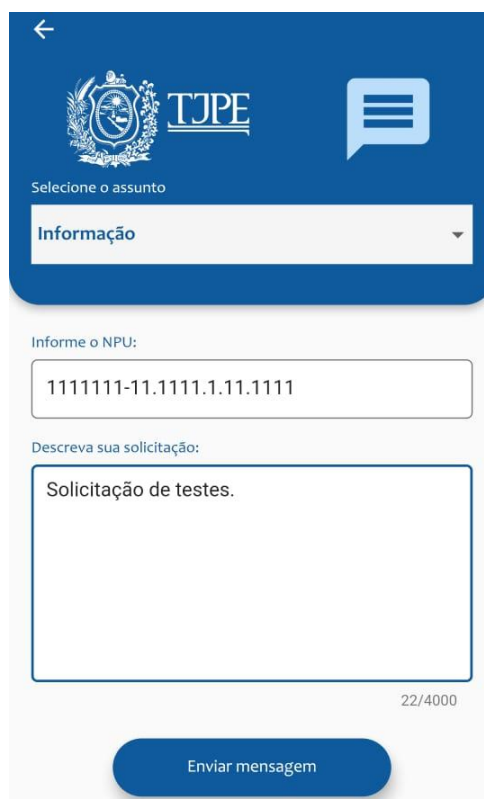 TJPE
Selecione o assunto
Informação
Informe o NPU:
1111111-11.1111.1.11.1111
Descreva sua solicitação:
Solicitação de testes.
22/4000
Enviar mensagem